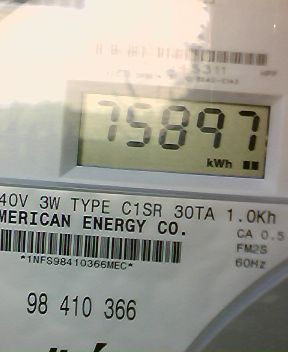 75897
kWh
40V 3W TYPE C1SR 30TA 1.0Kh
MERICAN ENERGY CO.
CA 0.5
FM2S
60Hz
*1NFS98410366MEC*
98 410 366